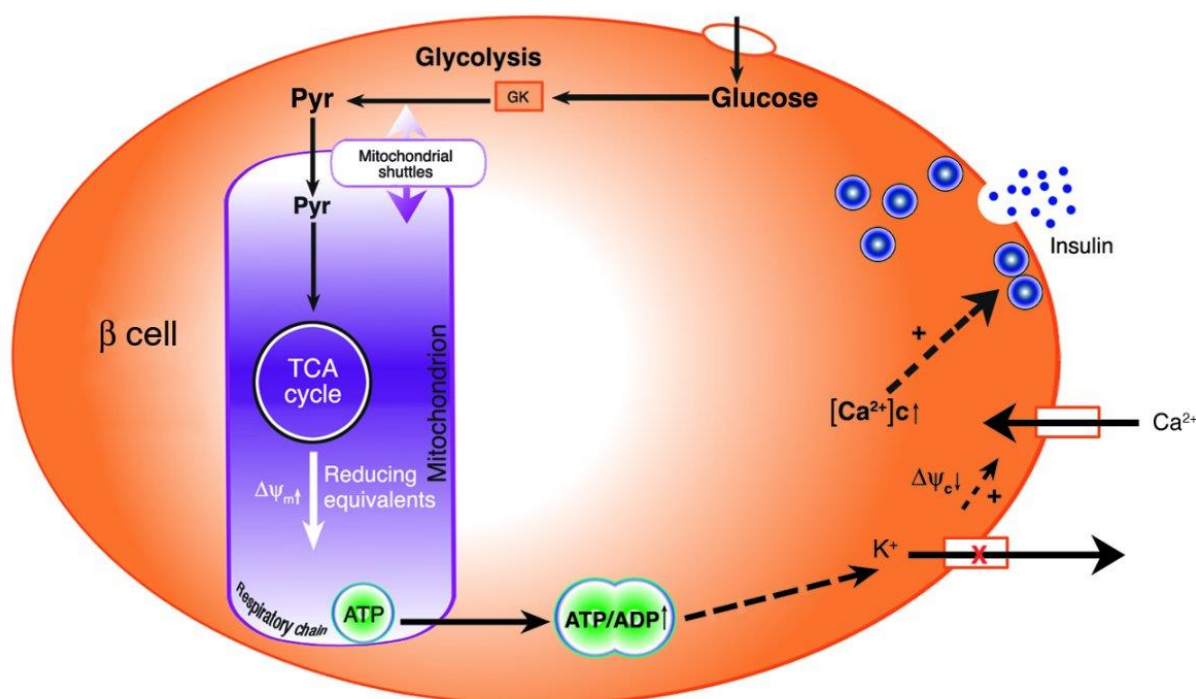 Glycolysis
Pyr
GK
Glucose
Mitochondrial
shuttles
Pyr
Insulin
β cell
TCA
cycle
Mitochondrion
+
[Ca²⁺]c↑
Ca²⁺
Reducing
equivalents
Δψₘ↑
Δψ꜀↓
+
K⁺
X
Respiratory chain
ATP
ATP/ADP↑